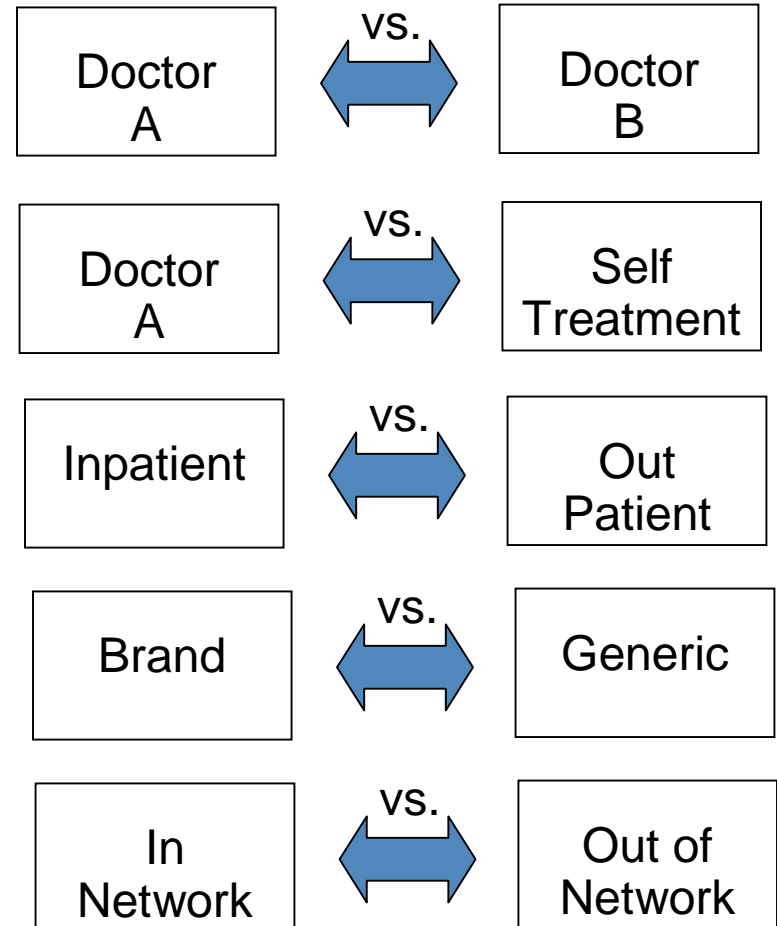 vs.
Doctor
A
Doctor
B
vs.
Doctor
A
Self
Treatment
vs.
Inpatient
Out
Patient
vs.
Brand
Generic
vs.
In
Network
Out of
Network